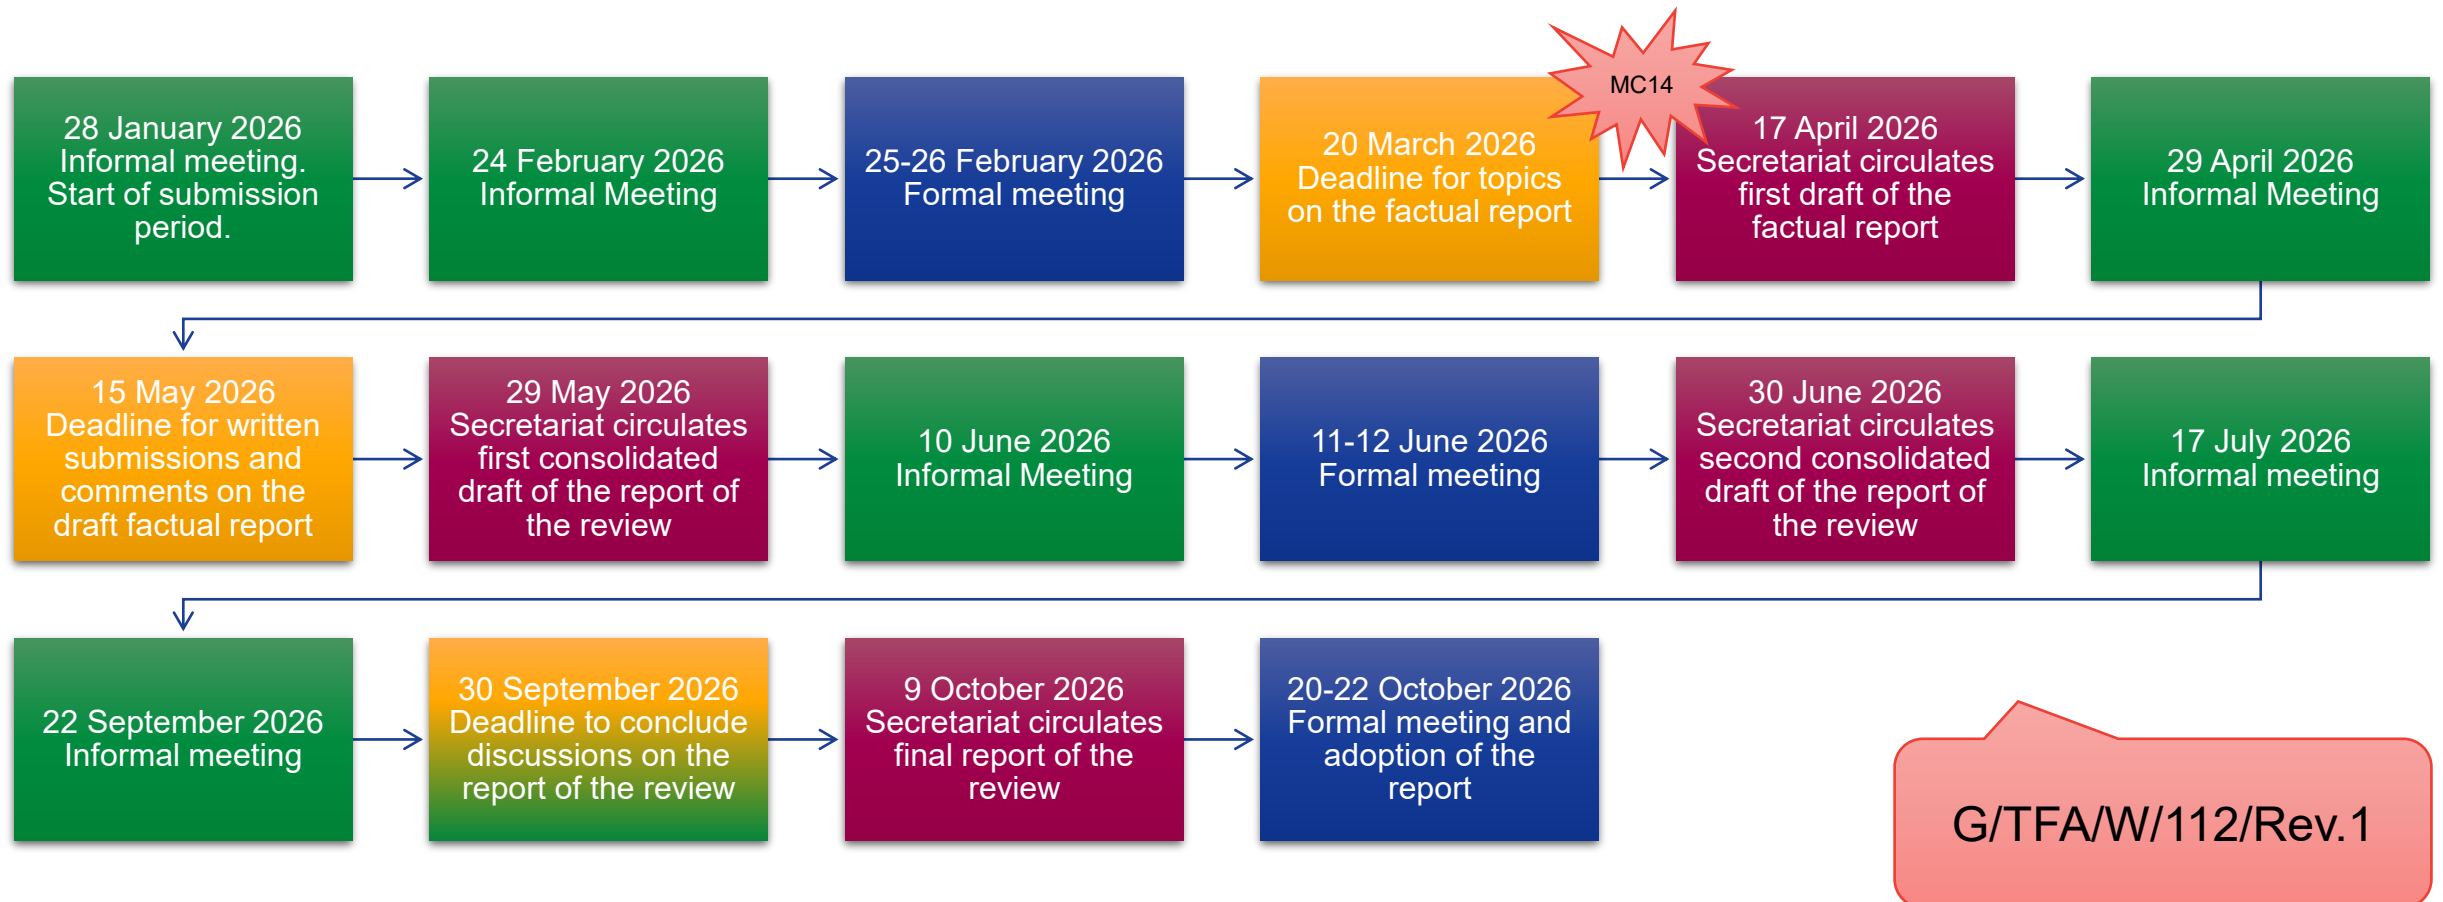 28 January 2026
Informal meeting.
Start of submission
period.
24 February 2026
Informal Meeting
25-26 February 2026
Formal meeting
20 March 2026
Deadline for topics
on the factual report
MC14
17 April 2026
Secretariat circulates
first draft of the
factual report
29 April 2026
Informal Meeting
15 May 2026
Deadline for written
submissions and
comments on the
draft factual report
29 May 2026
Secretariat circulates
first consolidated
draft of the report of
the review
10 June 2026
Informal Meeting
11-12 June 2026
Formal meeting
30 June 2026
Secretariat circulates
second consolidated
draft of the report of
the review
17 July 2026
Informal meeting
22 September 2026
Informal meeting
30 September 2026
Deadline to conclude
discussions on the
report of the review
9 October 2026
Secretariat circulates
final report of the
review
20-22 October 2026
Formal meeting and
adoption of the
report
G/TFA/W/112/Rev.1